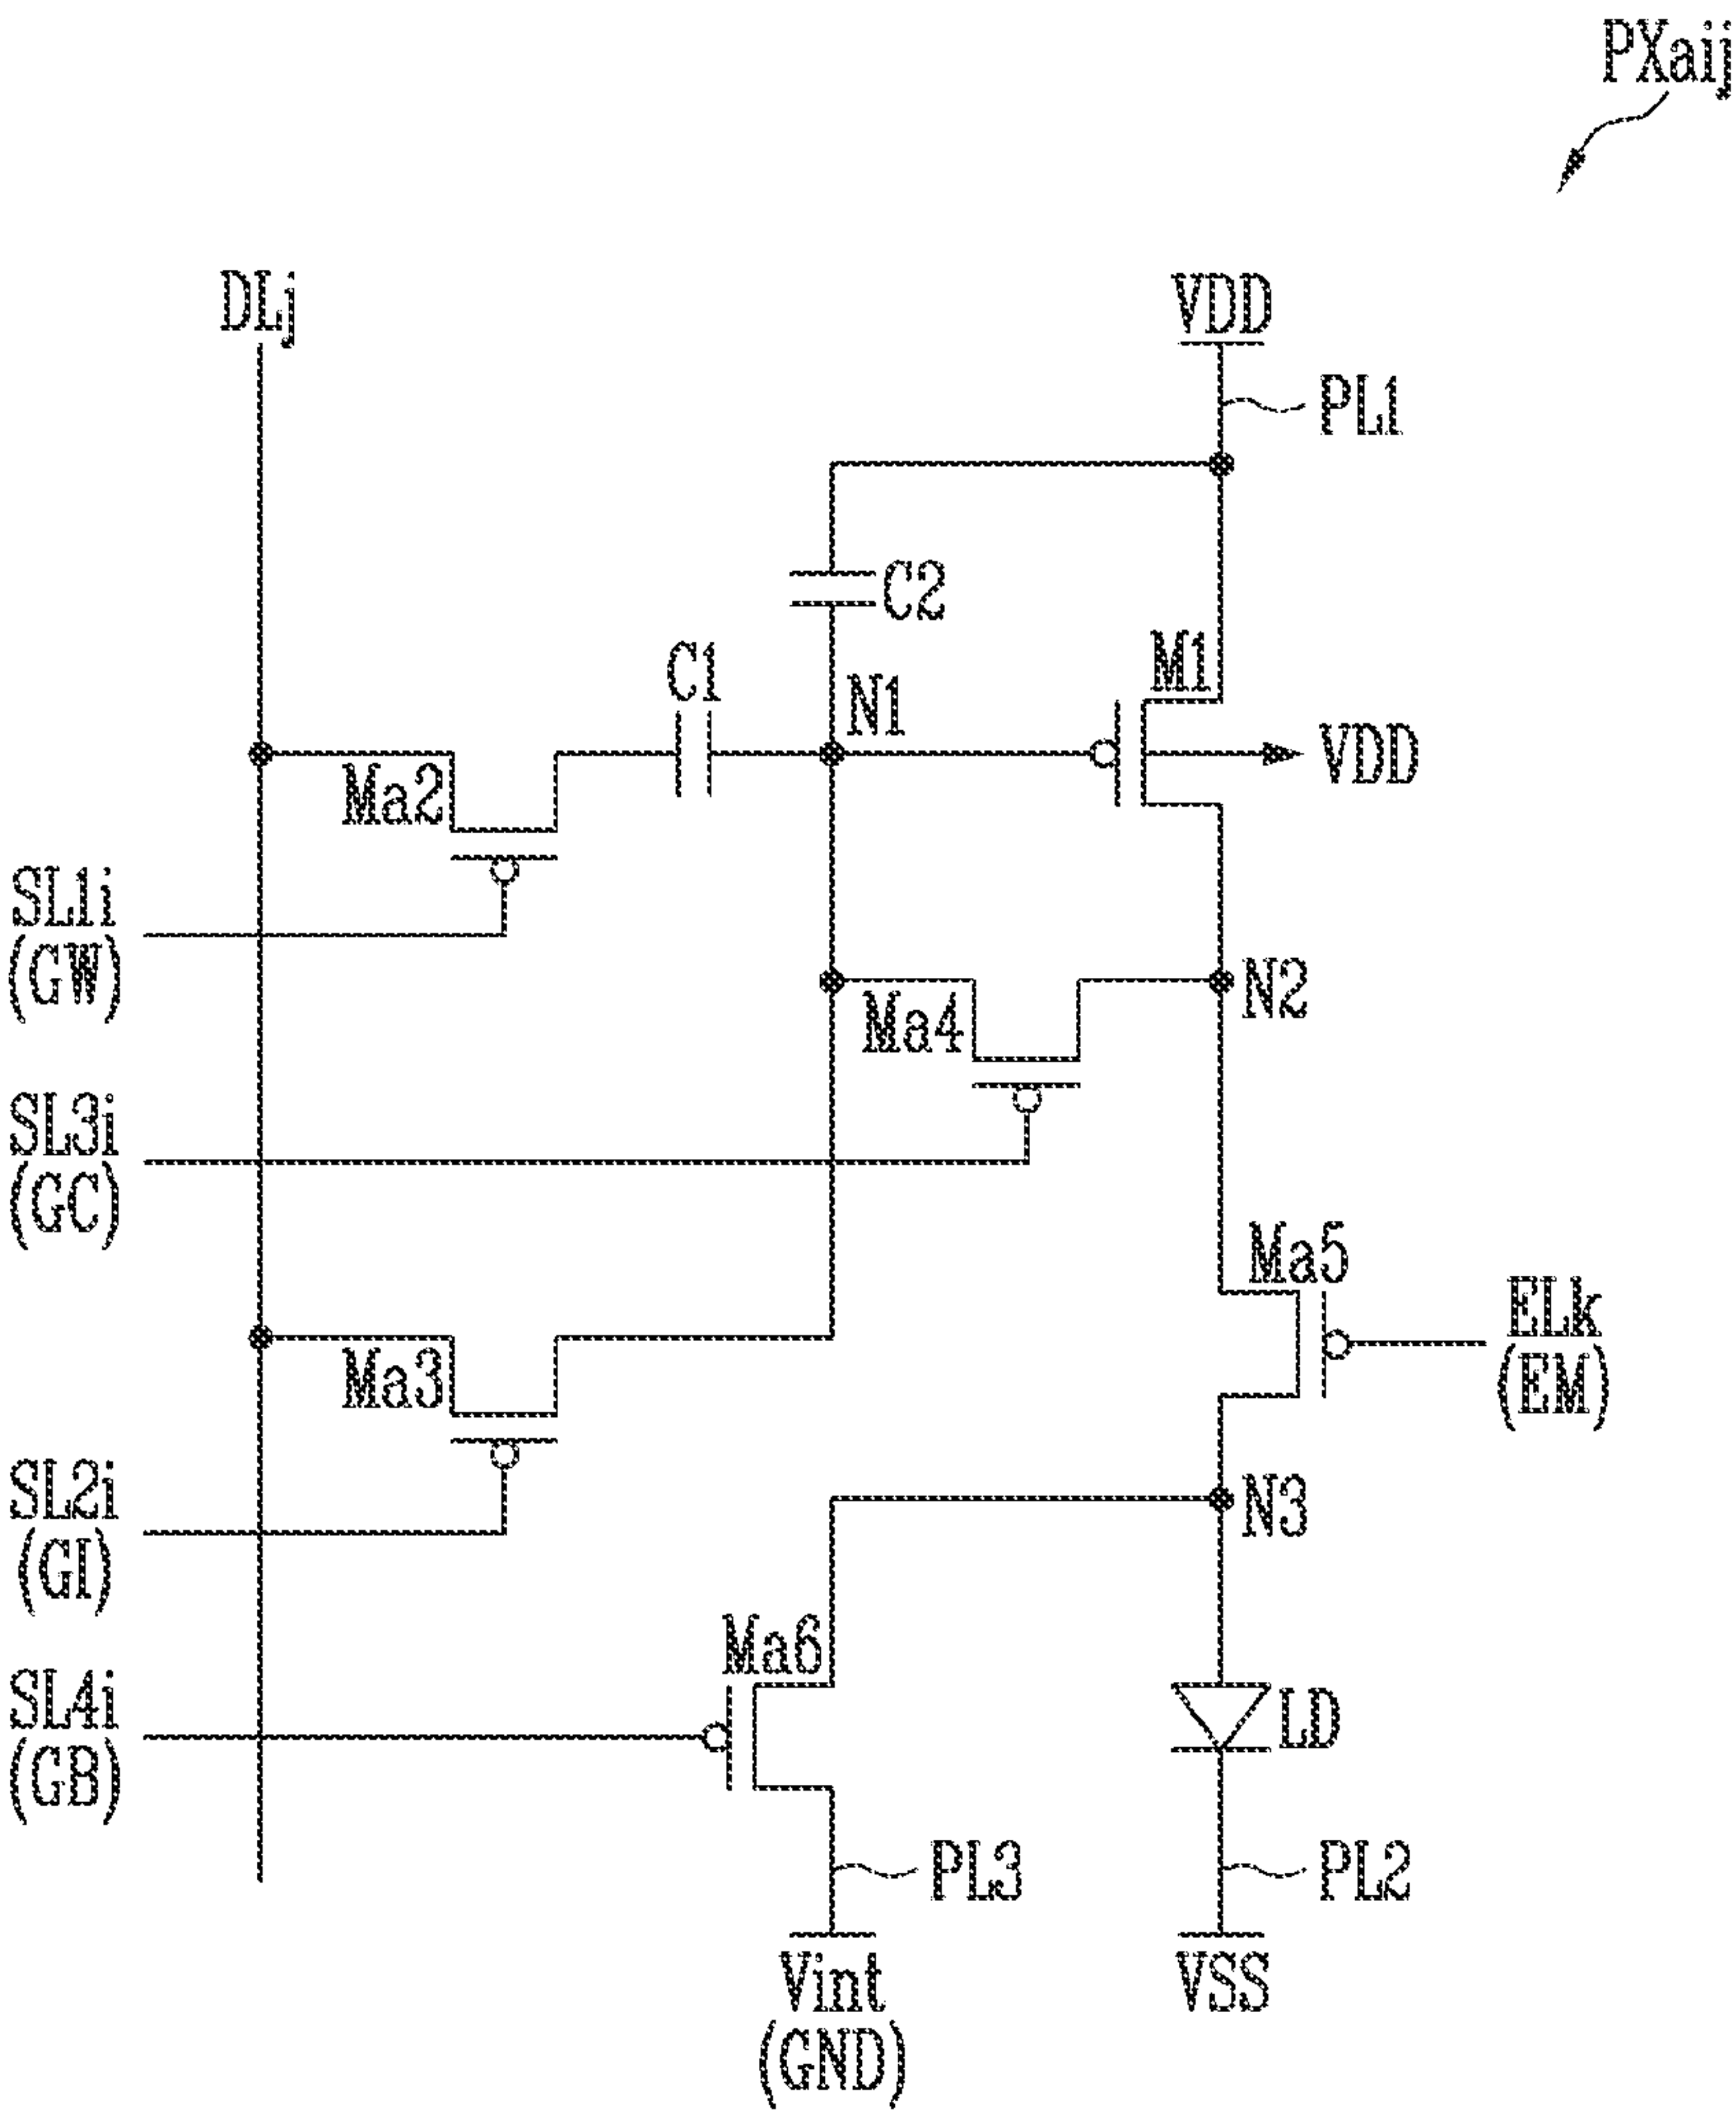 PXaij
DLj
VDD
PL1
C2
M1
C1
N1
VDD
Ma2
SL1i
(GW)
N2
Ma4
SL3i
(GC)
Ma5
ELk
(EM)
Ma3
SL2i
(GI)
N3
Ma6
SL4i
(GB)
LD
PL3
PL2
Vint
(GND)
VSS